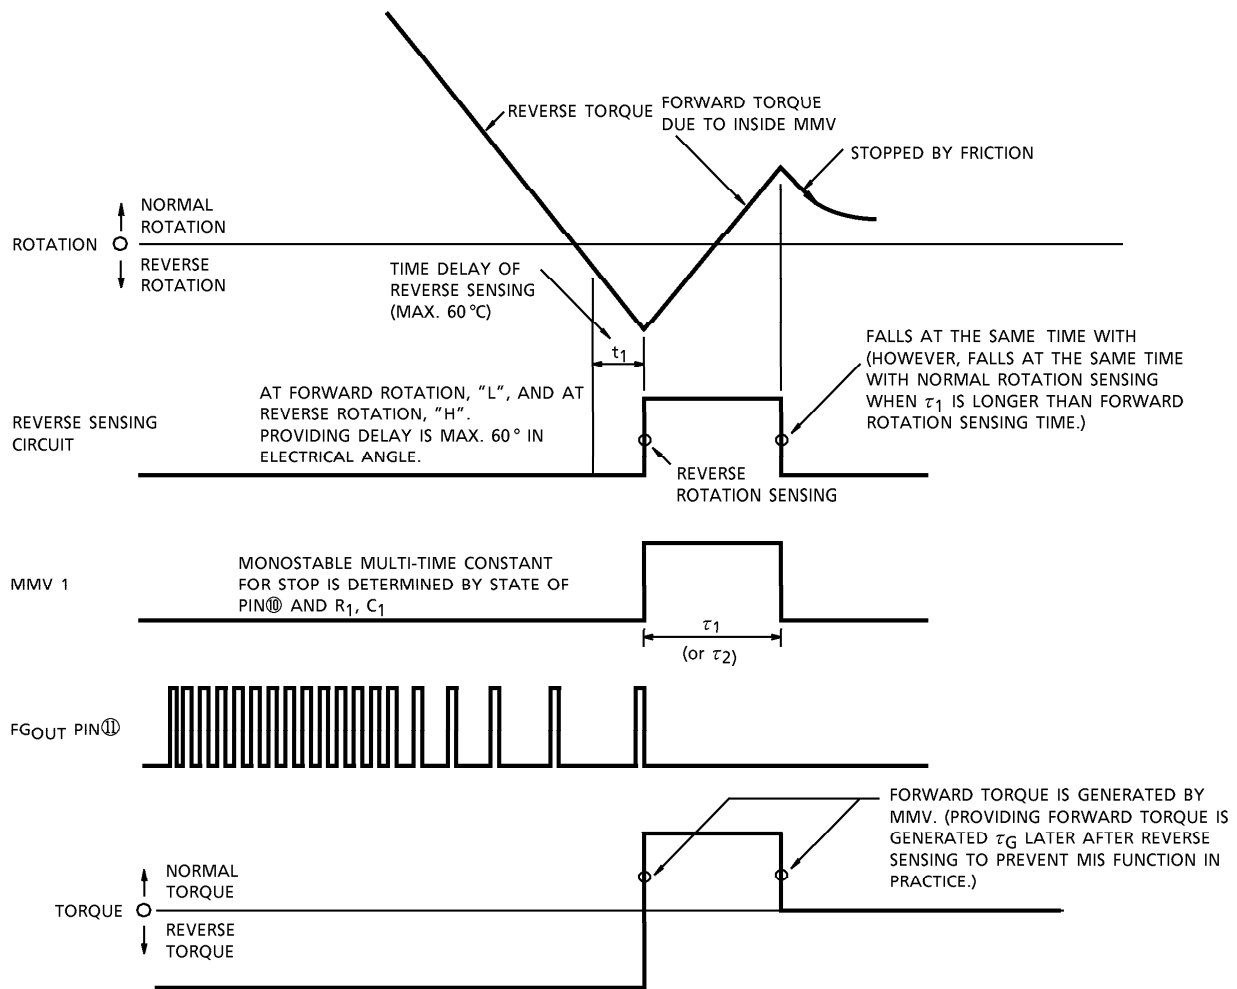 REVERSE TORQUE
FORWARD TORQUE
DUE TO INSIDE MMV
STOPPED BY FRICTION
NORMAL
ROTATION
ROTATION
REVERSE
ROTATION
TIME DELAY OF
REVERSE SENSING
(MAX. 60 °C)
t1
FALLS AT THE SAME TIME WITH
(HOWEVER, FALLS AT THE SAME TIME
WITH NORMAL ROTATION SENSING
WHEN τ1 IS LONGER THAN FORWARD
ROTATION SENSING TIME.)
AT FORWARD ROTATION, "L", AND AT
REVERSE ROTATION, "H".
PROVIDING DELAY IS MAX. 60° IN
ELECTRICAL ANGLE.
REVERSE SENSING
CIRCUIT
REVERSE
ROTATION SENSING
MMV 1
MONOSTABLE MULTI-TIME CONSTANT
FOR STOP IS DETERMINED BY STATE OF
PIN⑩ AND R1, C1
τ1
(or τ2)
FGOUT PIN⑪
FORWARD TORQUE IS GENERATED BY
MMV. (PROVIDING FORWARD TORQUE IS
GENERATED τG LATER AFTER REVERSE
SENSING TO PREVENT MIS FUNCTION IN
PRACTICE.)
NORMAL
TORQUE
TORQUE
REVERSE
TORQUE